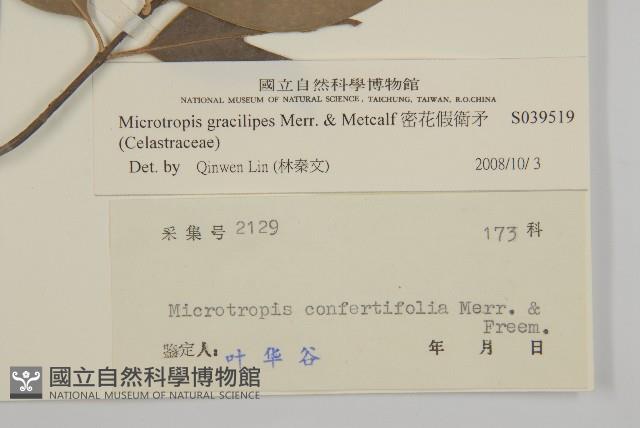 國立自然科學博物館
NATIONAL MUSEUM OF NATURAL SCIENCE, TAICHUNG, TAIWAN, R.O.CHINA
Microtropis gracilipes Merr. & Metcalf 密花假衛矛 S039519
(Celastraceae)
Det. by Qinwen Lin (林秦文) 2008/10/ 3
采集号 2129 173 科
Microtropis confertifolia Merr. &
Freem.
鉴定人: 叶华谷 年 月 日
國立自然科學博物館
NATIONAL MUSEUM OF NATURAL SCIENCE